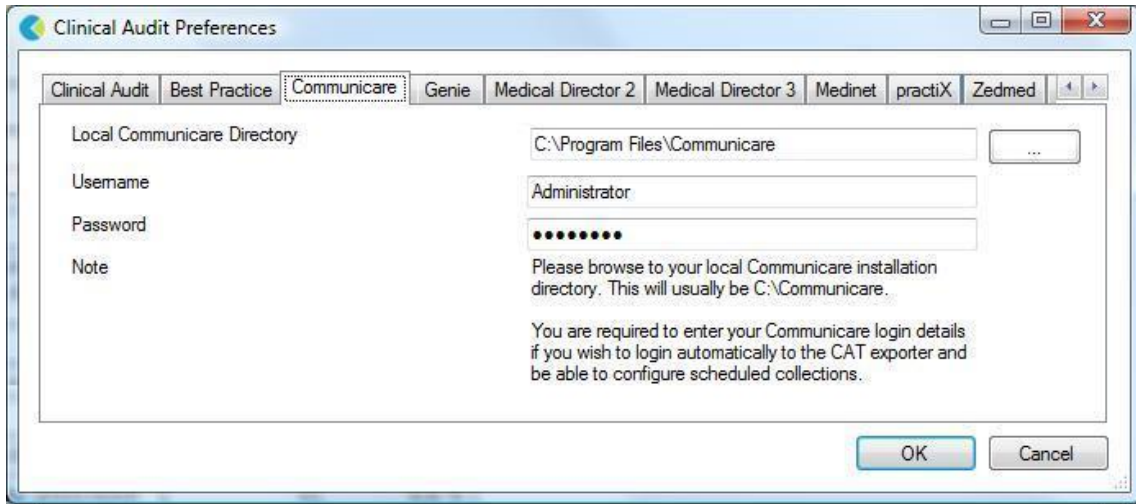 Clinical Audit Preferences
Clinical Audit Best Practice Communicare Genie Medical Director 2 Medical Director 3 Medinet practiX Zedmed
Local Communicare Directory C:\Program Files\Communicare ...
Username Administrator
Password ●●●●●●●●
Note Please browse to your local Communicare installation
directory. This will usually be C:\Communicare.
You are required to enter your Communicare login details
if you wish to login automatically to the CAT exporter and
be able to configure scheduled collections.
OK Cancel